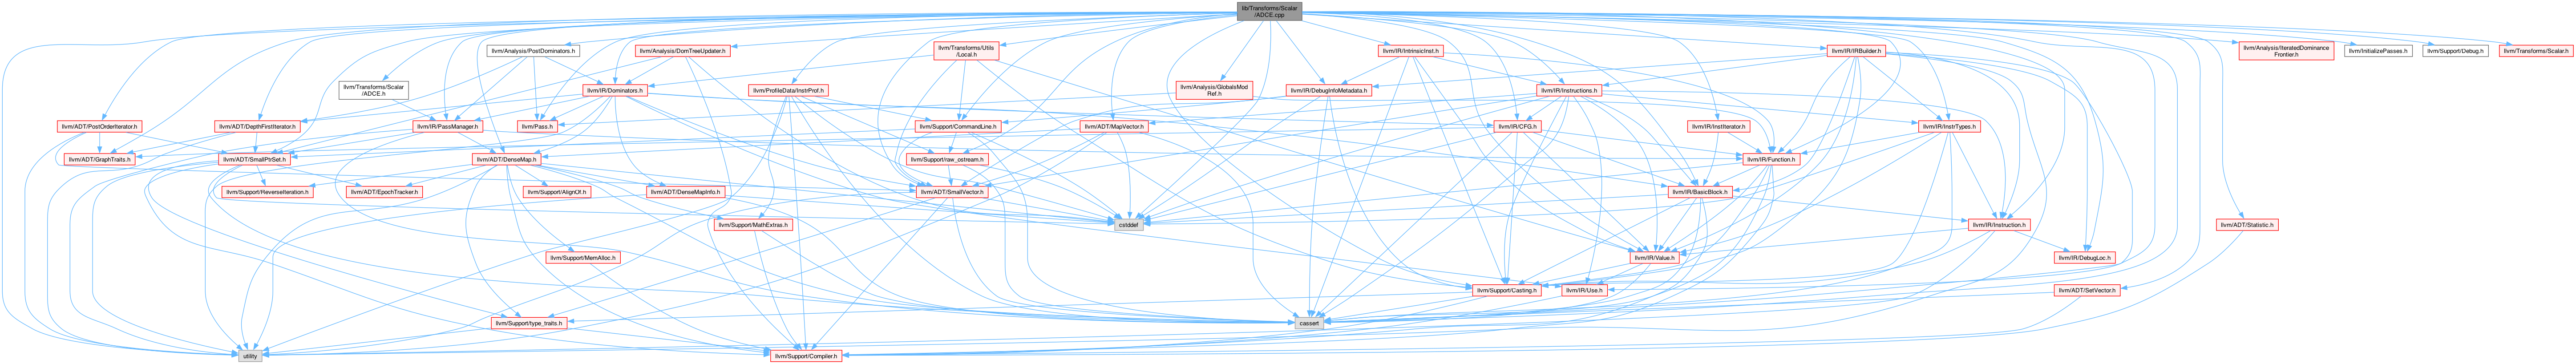 lib/Transforms/Scalar
/ADCE.cpp
llvm/Analysis/PostDominators.h
llvm/Analysis/DomTreeUpdater.h
llvm/Transforms/Utils
/Local.h
llvm/IR/IntrinsicInst.h
llvm/IR/IRBuilder.h
llvm/Analysis/IteratedDominance
Frontier.h
llvm/InitializePasses.h
llvm/Support/Debug.h
llvm/Transforms/Scalar.h
llvm/Transforms/Scalar
/ADCE.h
llvm/IR/Dominators.h
llvm/ProfileData/InstrProf.h
llvm/Analysis/GlobalsMod
Ref.h
llvm/IR/DebugInfoMetadata.h
llvm/IR/Instructions.h
llvm/ADT/PostOrderIterator.h
llvm/ADT/DepthFirstIterator.h
llvm/IR/PassManager.h
llvm/Pass.h
llvm/Support/CommandLine.h
llvm/ADT/MapVector.h
llvm/IR/CFG.h
llvm/IR/InstIterator.h
llvm/IR/InstrTypes.h
llvm/ADT/GraphTraits.h
llvm/ADT/SmallPtrSet.h
llvm/ADT/DenseMap.h
llvm/Support/raw_ostream.h
llvm/IR/Function.h
llvm/Support/ReverseIteration.h
llvm/ADT/EpochTracker.h
llvm/Support/AlignOf.h
llvm/ADT/DenseMapInfo.h
llvm/ADT/SmallVector.h
llvm/IR/BasicBlock.h
llvm/Support/MathExtras.h
cstddef
llvm/IR/Instruction.h
llvm/ADT/Statistic.h
llvm/Support/MemAlloc.h
llvm/IR/Value.h
llvm/IR/DebugLoc.h
llvm/Support/Casting.h
llvm/IR/Use.h
llvm/ADT/SetVector.h
llvm/Support/type_traits.h
cassert
utility
llvm/Support/Compiler.h